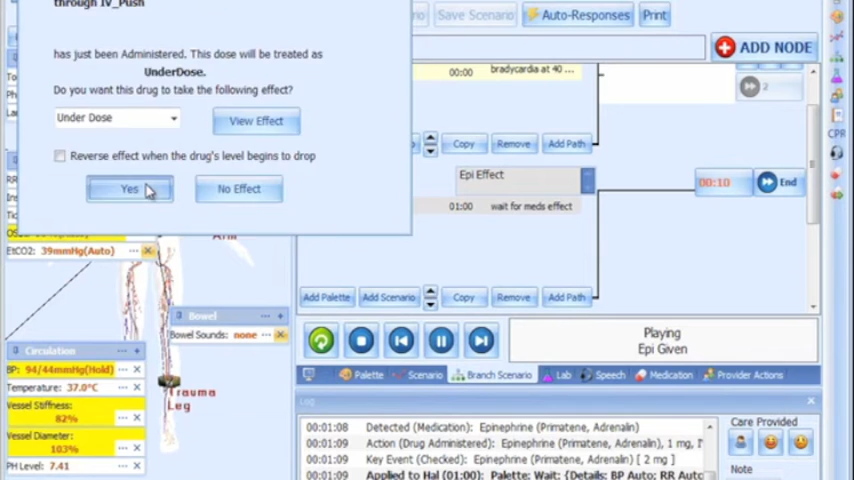 through IV_Push
has just been Administered. This dose will be treated as
UnderDose.
Do you want this drug to take the following effect?
Under Dose
View Effect
Reverse effect when the drug's level begins to drop
Yes
No Effect
Save Scenario
Auto-Responses
Print
ADD NODE
00:00
bradycardia at 40 ...
2
CPR
Copy
Remove
Add Path
Epi Effect
01:00
wait for meds effect
00:10
End
Add Palette
Add Scenario
Copy
Remove
Add Path
EtCO2: 39mmHg(Auto)
Arm
Bowel
Bowel Sounds: none
Playing
Epi Given
Circulation
BP: 94/44mmHg(Hold)
Temperature: 37.0°C
Vessel Stiffness:
82%
Vessel Diameter:
103%
PH Level: 7.41
Trauma
Leg
Palette
Scenario
Branch Scenario
Lab
Speech
Medication
Provider Actions
Log
00:01:08 Detected (Medication): Epinephrine (Primatene, Adrenalin)
00:01:09 Action (Drug Administered): Epinephrine (Primatene, Adrenalin), 1 mg,
00:01:09 Key Event (Checked): Epinephrine (Primatene, Adrenalin) [ 2 mg ]
00:01:09 Applied to Hal (01:00): Palette: Wait: {Details: BP Auto; RR Auto
Care Provided
Note